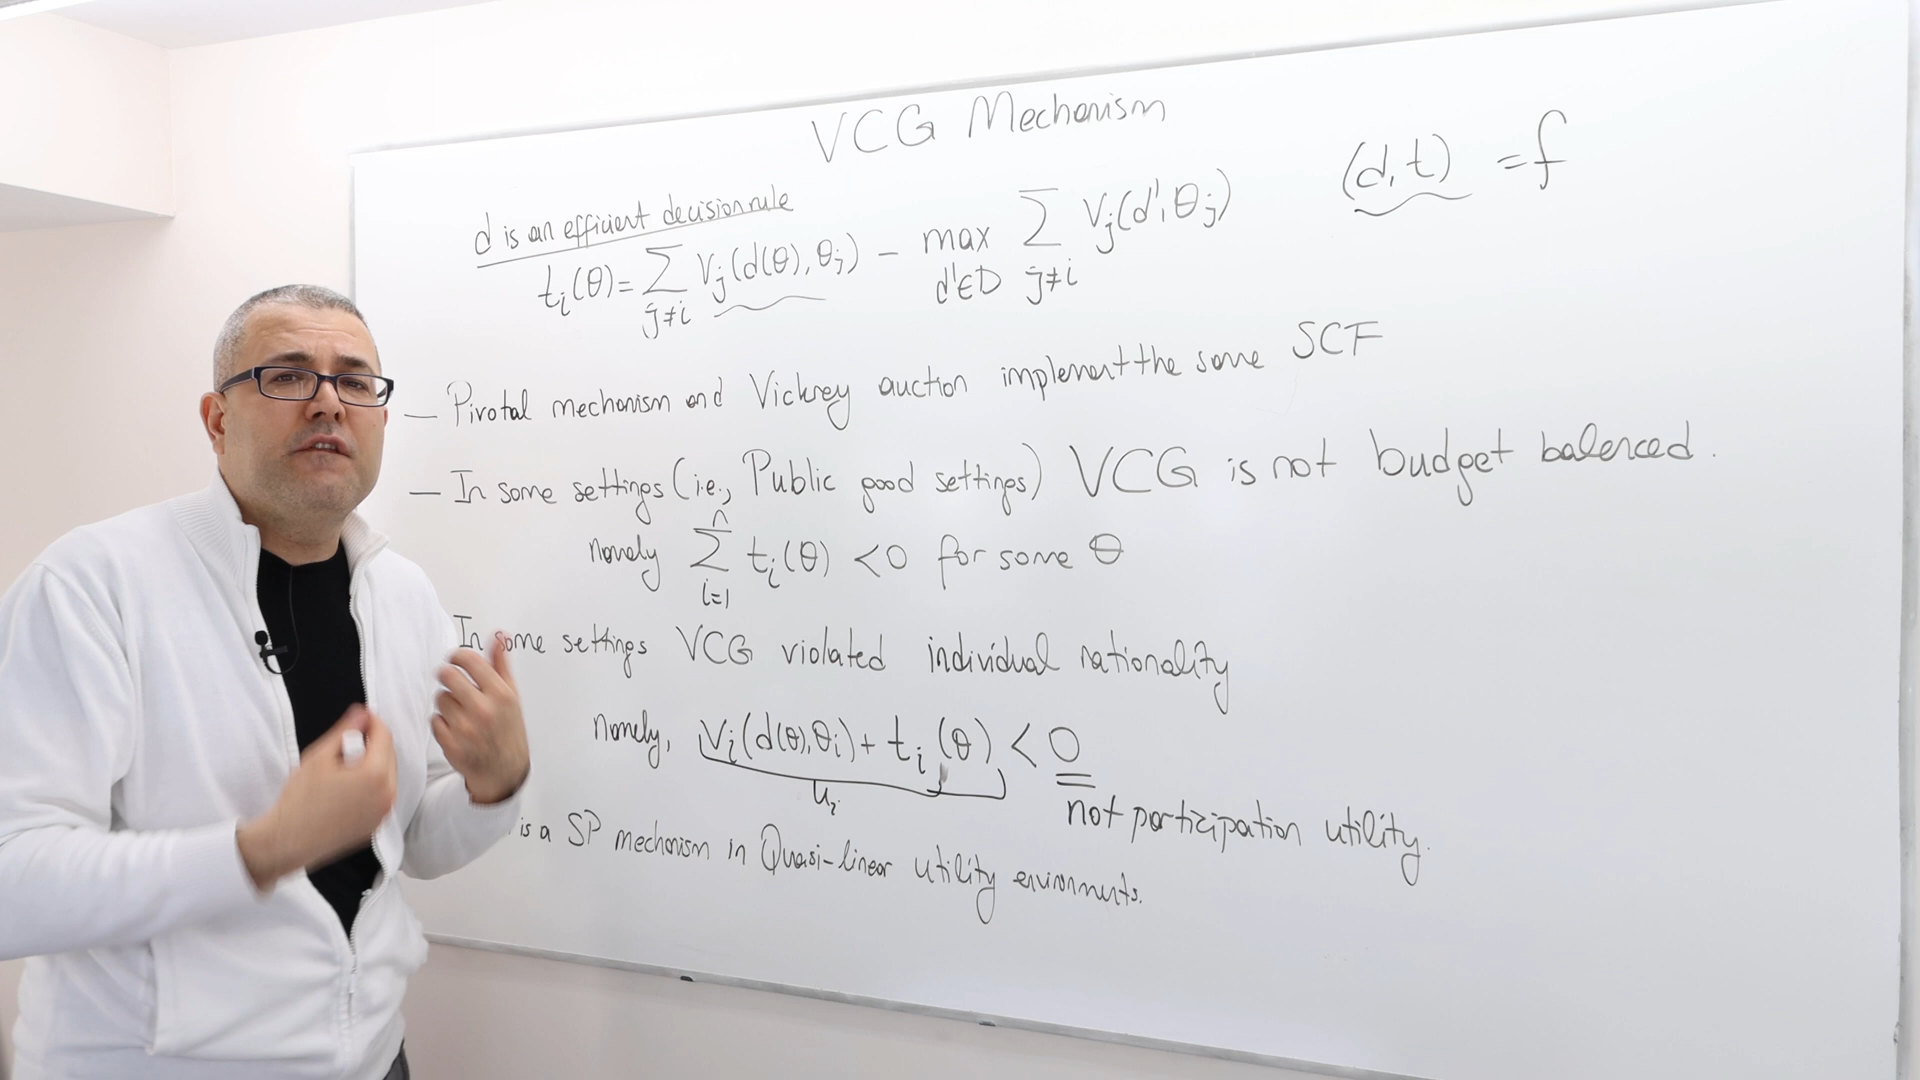 VCG Mechanism
(d, t) = f
d is an efficient decision rule
t_i(θ) = Σ_{j≠i} V_j(d(θ), θ_j) - max_{d'∈D} Σ_{j≠i} V_j(d', θ_j)
- Pivotal mechanism and Vickrey auction implement the same SCF
- In some settings (i.e., Public good settings) VCG is not budget balenced.
namely Σ_{i=1}^{n} t_i(θ) < 0 for some θ
In some settings VCG violated individual rationality
namely, V_i(d(θ), θ_i) + t_i(θ) < 0
u_i
not participation utility.
is a SP mechanism in Quasi-linear utility environments.